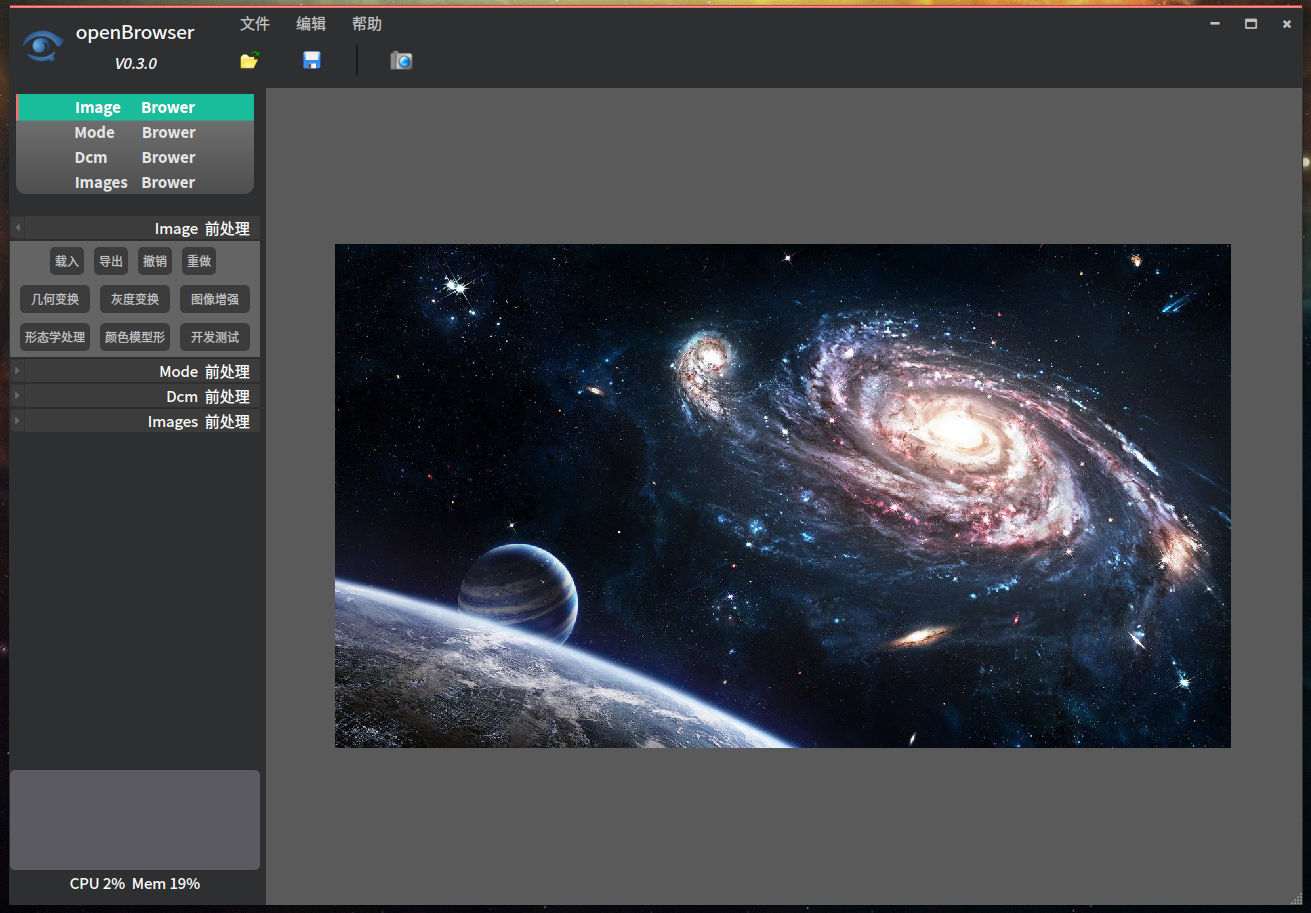 openBrowser
V0.3.0
文件 编辑 帮助
Image Brower
Mode Brower
Dcm Brower
Images Brower
Image 前处理
载入 导出 撤销 重做
几何变换 灰度变换 图像增强
形态学处理 颜色模型形 开发测试
Mode 前处理
Dcm 前处理
Images 前处理
CPU 2% Mem 19%